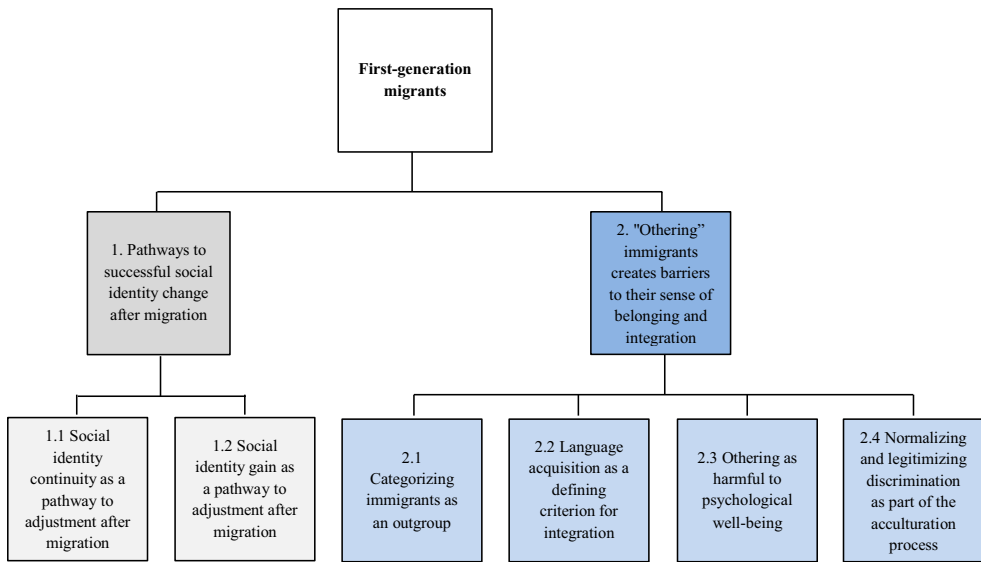 First-generation
migrants
1. Pathways to
successful social
identity change
after migration
2. "Othering”
immigrants
creates barriers
to their sense of
belonging and
integration
1.1 Social
identity
continuity as a
pathway to
adjustment after
migration
1.2 Social
identity gain as
a pathway to
adjustment after
migration
2.1
Categorizing
immigrants as
an outgroup
2.2 Language
acquisition as a
defining
criterion for
integration
2.3 Othering as
harmful to
psychological
well-being
2.4 Normalizing
and legitimizing
discrimination
as part of the
acculturation
process